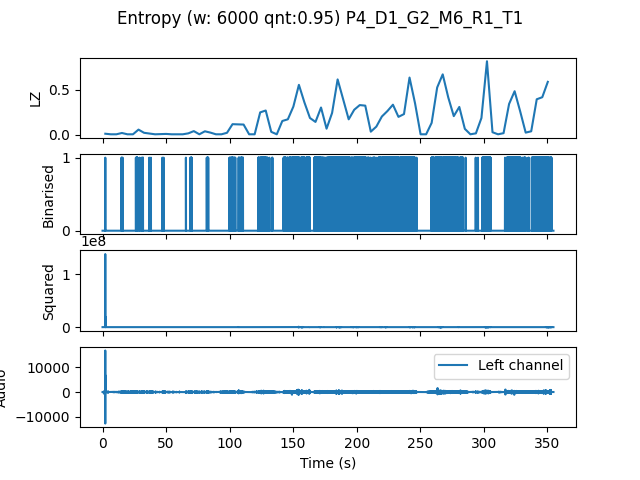 Entropy (w: 6000 qnt:0.95) P4_D1_G2_M6_R1_T1
LZ
0.5
0.0
Binarised
1
0
1e8
Squared
1
0
Audio
10000
0
−10000
Left channel
0 50 100 150 200 250 300 350
Time (s)